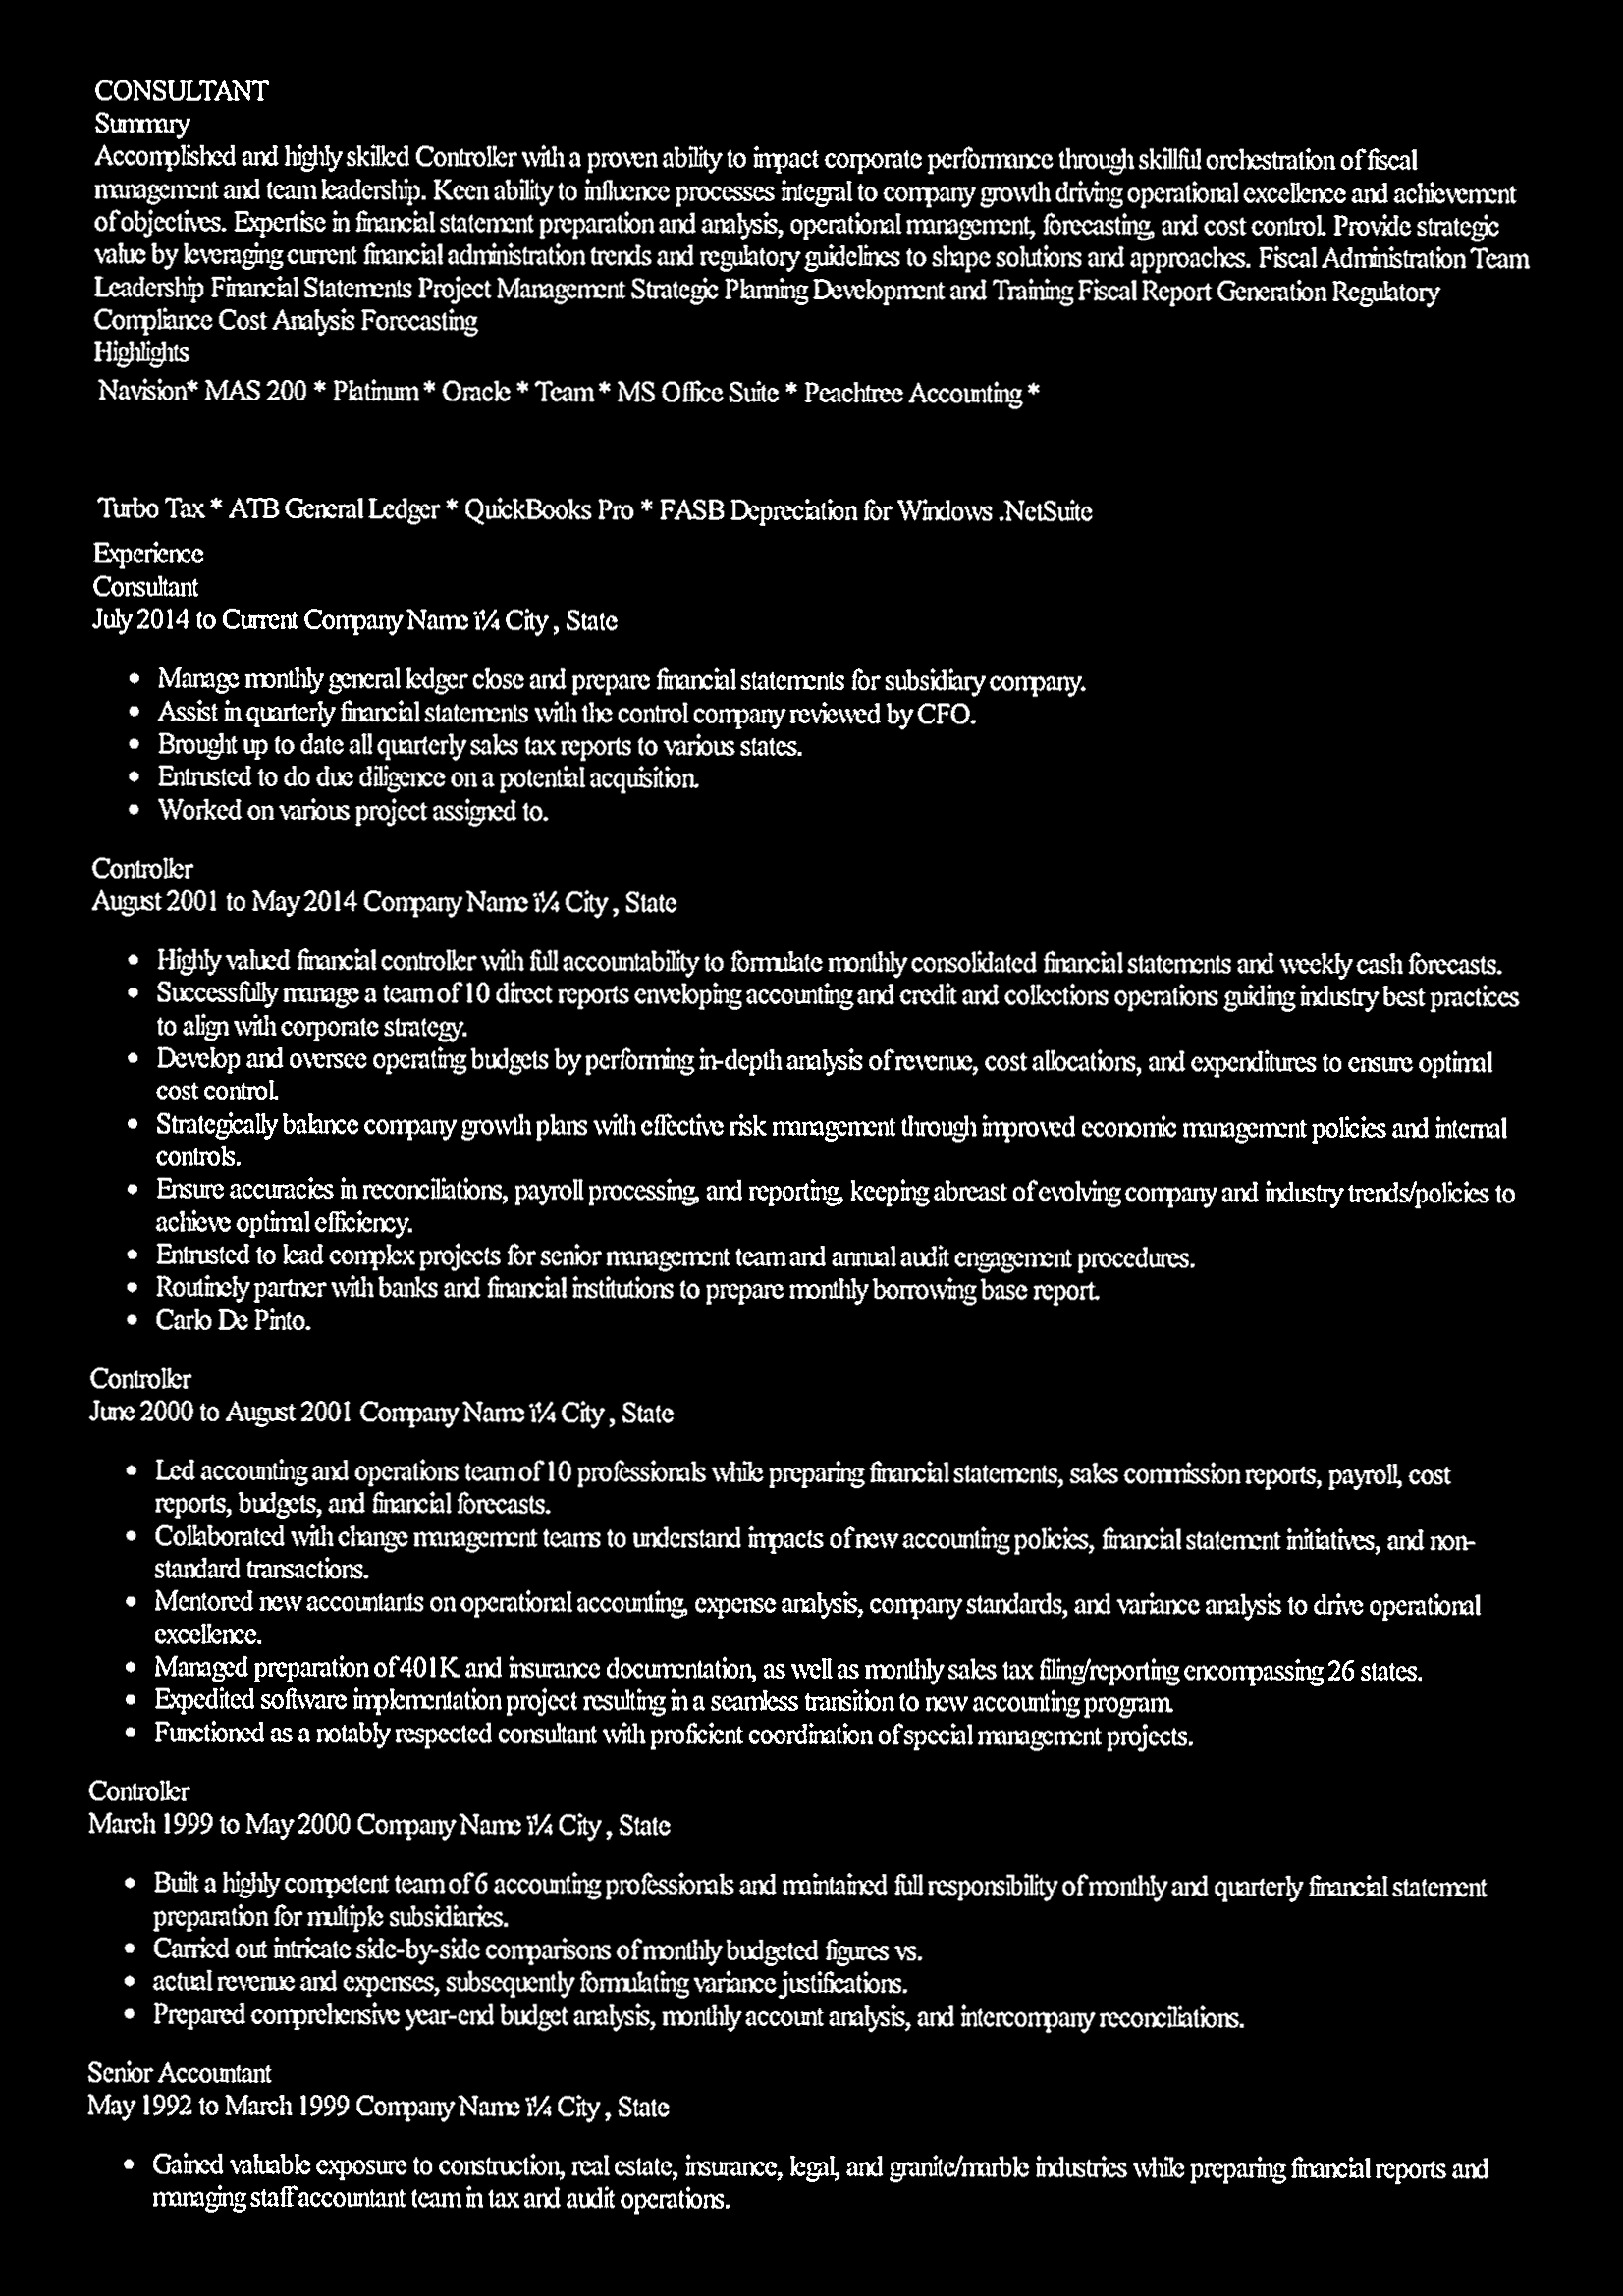 CONSULTANT
Summary
Accomplished and highly skilled Controller with a proven ability to impact corporate performance through skillful orchestration of fiscal
management and team leadership. Keen ability to influence processes integral to company growth driving operational excellence and achievement
of objectives. Expertise in financial statement preparation and analysis, operational management, forecasting, and cost control. Provide strategic
value by leveraging current financial administration trends and regulatory guidelines to shape solutions and approaches. Fiscal Administration Team
Leadership Financial Statements Project Management Strategic Planning Development and Training Fiscal Report Generation Regulatory
Compliance Cost Analysis Forecasting
Highlights
Navision* MAS 200 * Platinum * Oracle * Team * MS Office Suite * Peachtree Accounting *
Turbo Tax * ATB General Ledger * QuickBooks Pro * FASB Depreciation for Windows .NetSuite
Experience
Consultant
July 2014 to Current Company Name ï¼ City , State
• Manage monthly general ledger close and prepare financial statements for subsidiary company.
• Assist in quarterly financial statements with the control company reviewed by CFO.
• Brought up to date all quarterly sales tax reports to various states.
• Entrusted to do due diligence on a potential acquisition.
• Worked on various project assigned to.
Controller
August 2001 to May 2014 Company Name ï¼ City , State
• Highly valued financial controller with full accountability to formulate monthly consolidated financial statements and weekly cash forecasts.
• Successfully manage a team of 10 direct reports enveloping accounting and credit and collections operations guiding industry best practices
to align with corporate strategy.
• Develop and oversee operating budgets by performing in-depth analysis of revenue, cost allocations, and expenditures to ensure optimal
cost control.
• Strategically balance company growth plans with effective risk management through improved economic management policies and internal
controls.
• Ensure accuracies in reconciliations, payroll processing, and reporting, keeping abreast of evolving company and industry trends/policies to
achieve optimal efficiency.
• Entrusted to lead complex projects for senior management team and annual audit engagement procedures.
• Routinely partner with banks and financial institutions to prepare monthly borrowing base report.
• Carlo De Pinto.
Controller
June 2000 to August 2001 Company Name ï¼ City , State
• Led accounting and operations team of 10 professionals while preparing financial statements, sales commission reports, payroll, cost
reports, budgets, and financial forecasts.
• Collaborated with change management teams to understand impacts of new accounting policies, financial statement initiatives, and non-
standard transactions.
• Mentored new accountants on operational accounting, expense analysis, company standards, and variance analysis to drive operational
excellence.
• Managed preparation of 401K and insurance documentation, as well as monthly sales tax filing/reporting encompassing 26 states.
• Expedited software implementation project resulting in a seamless transition to new accounting program.
• Functioned as a notably respected consultant with proficient coordination of special management projects.
Controller
March 1999 to May 2000 Company Name ï¼ City , State
• Built a highly competent team of 6 accounting professionals and maintained full responsibility of monthly and quarterly financial statement
preparation for multiple subsidiaries.
• Carried out intricate side-by-side comparisons of monthly budgeted figures vs.
• actual revenue and expenses, subsequently formulating variance justifications.
• Prepared comprehensive year-end budget analysis, monthly account analysis, and intercompany reconciliations.
Senior Accountant
May 1992 to March 1999 Company Name ï¼ City , State
• Gained valuable exposure to construction, real estate, insurance, legal, and granite/marble industries while preparing financial reports and
managing staff accountant team in tax and audit operations.